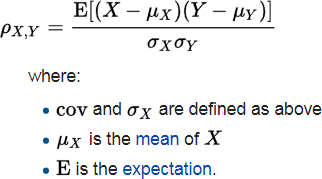 ρX,Y = E[(X − μX)(Y − μY)] / σXσY
where:
• cov and σX are defined as above
• μX is the mean of X
• E is the expectation.